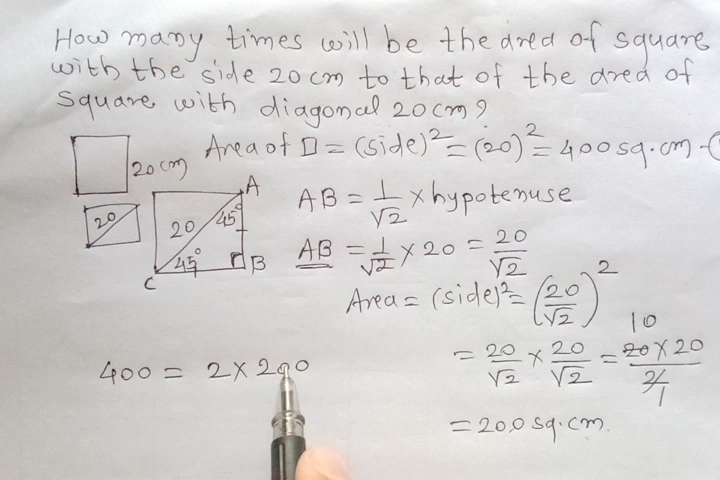 How many times will be the area of square
with the side 20 cm to that of the area of
square with diagonal 20 cm?
20 cm
Area of □ = (side)² = (20)² = 400 sq.cm - (
20
20
A
45°
45°
B
C
AB = 1/√2 × hypotenuse
AB = 1/√2 × 20 = 20/√2
Area = (side)² = (20/√2)²
= 20/√2 × 20/√2 = 20 × 20 / 2
10
1
= 200 sq.cm.
400 = 2 × 200